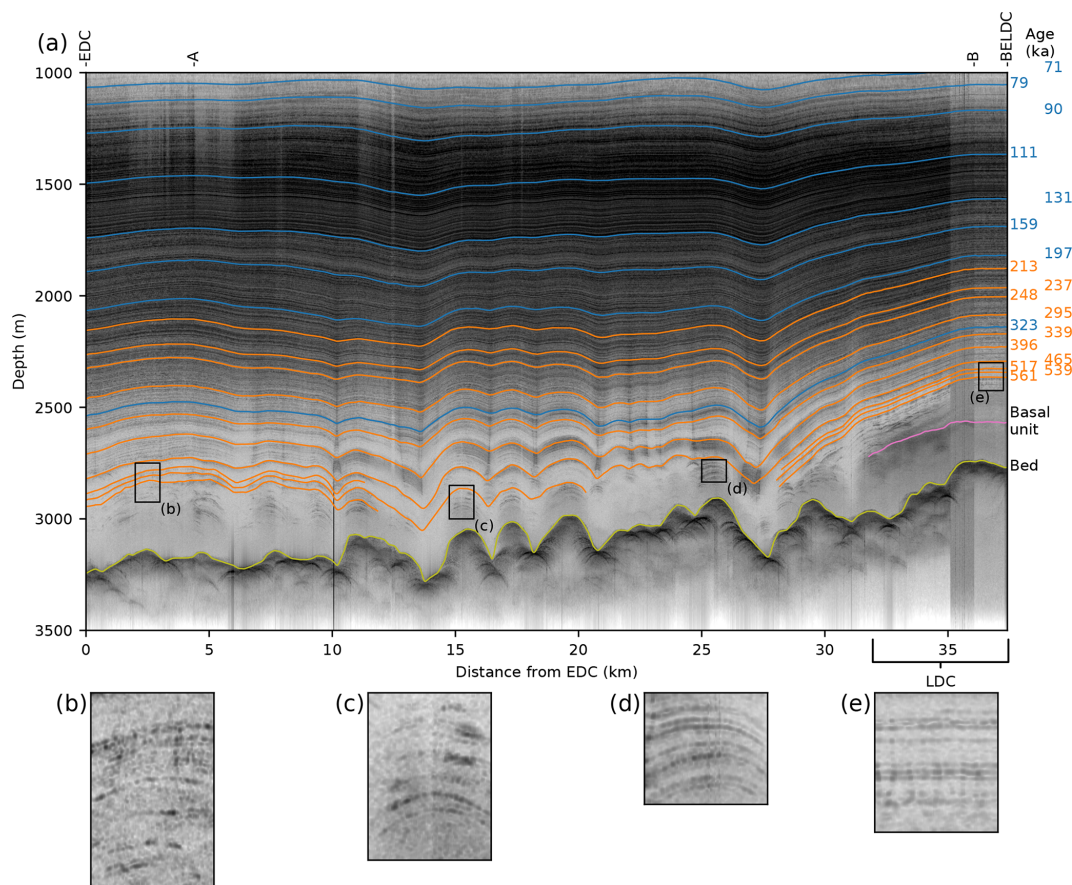 (a)
EDC
A
B
BELDC
Age
(ka)
71
79
90
111
131
159
197
213
237
248
295
323
339
396
465
517
539
561
Basal
unit
Bed
1000
1500
2000
2500
3000
3500
Depth (m)
(b)
(c)
(d)
(e)
0 5 10 15 20 25 30 35
Distance from EDC (km)
LDC
(b) (c) (d) (e)